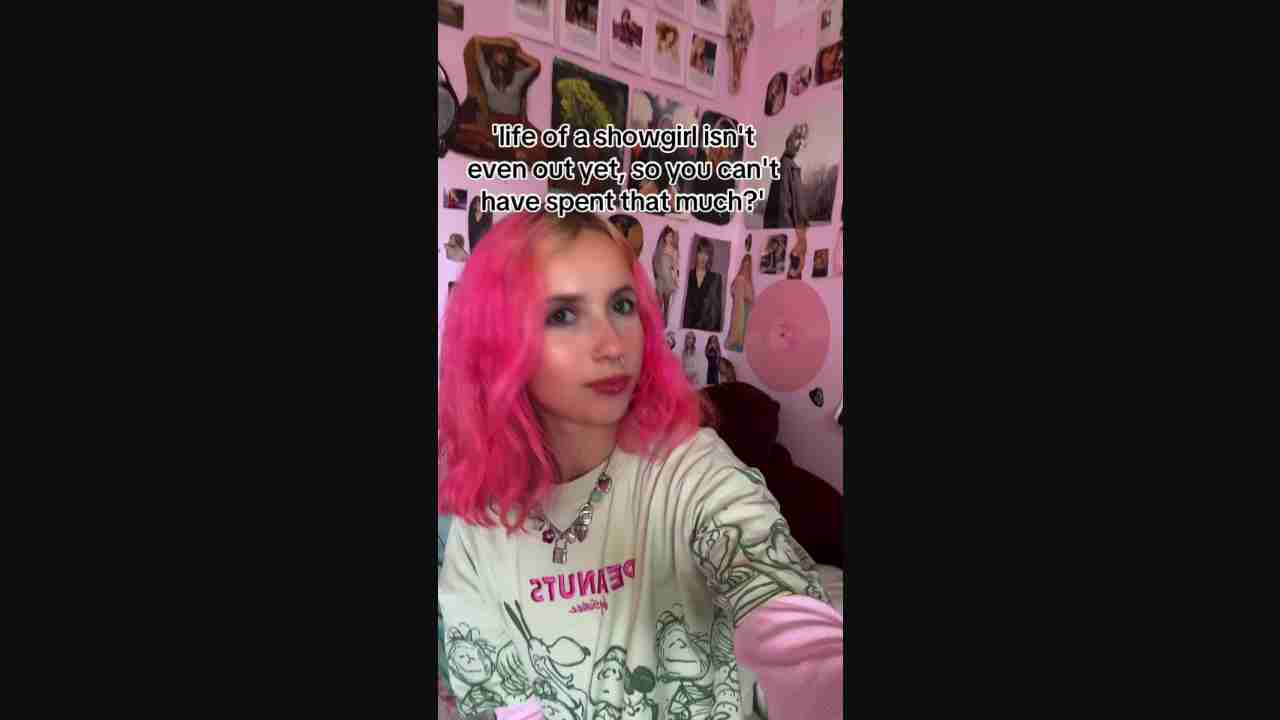 'life of a showgirl isn't
even out yet, so you can't
have spent that much?'
PEANUTS